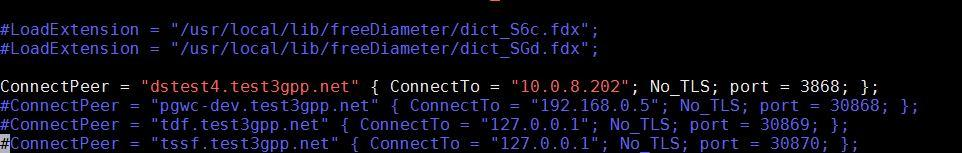 #LoadExtension = "/usr/local/lib/freeDiameter/dict_S6c.fdx";
#LoadExtension = "/usr/local/lib/freeDiameter/dict_SGd.fdx";
ConnectPeer = "dstest4.test3gpp.net" { ConnectTo = "10.0.8.202"; No_TLS; port = 3868; };
#ConnectPeer = "pgwc-dev.test3gpp.net" { ConnectTo = "192.168.0.5"; No_TLS; port = 30868; };
#ConnectPeer = "tdf.test3gpp.net" { ConnectTo = "127.0.0.1"; No_TLS; port = 30869; };
#ConnectPeer = "tssf.test3gpp.net" { ConnectTo = "127.0.0.1"; No_TLS; port = 30870; };